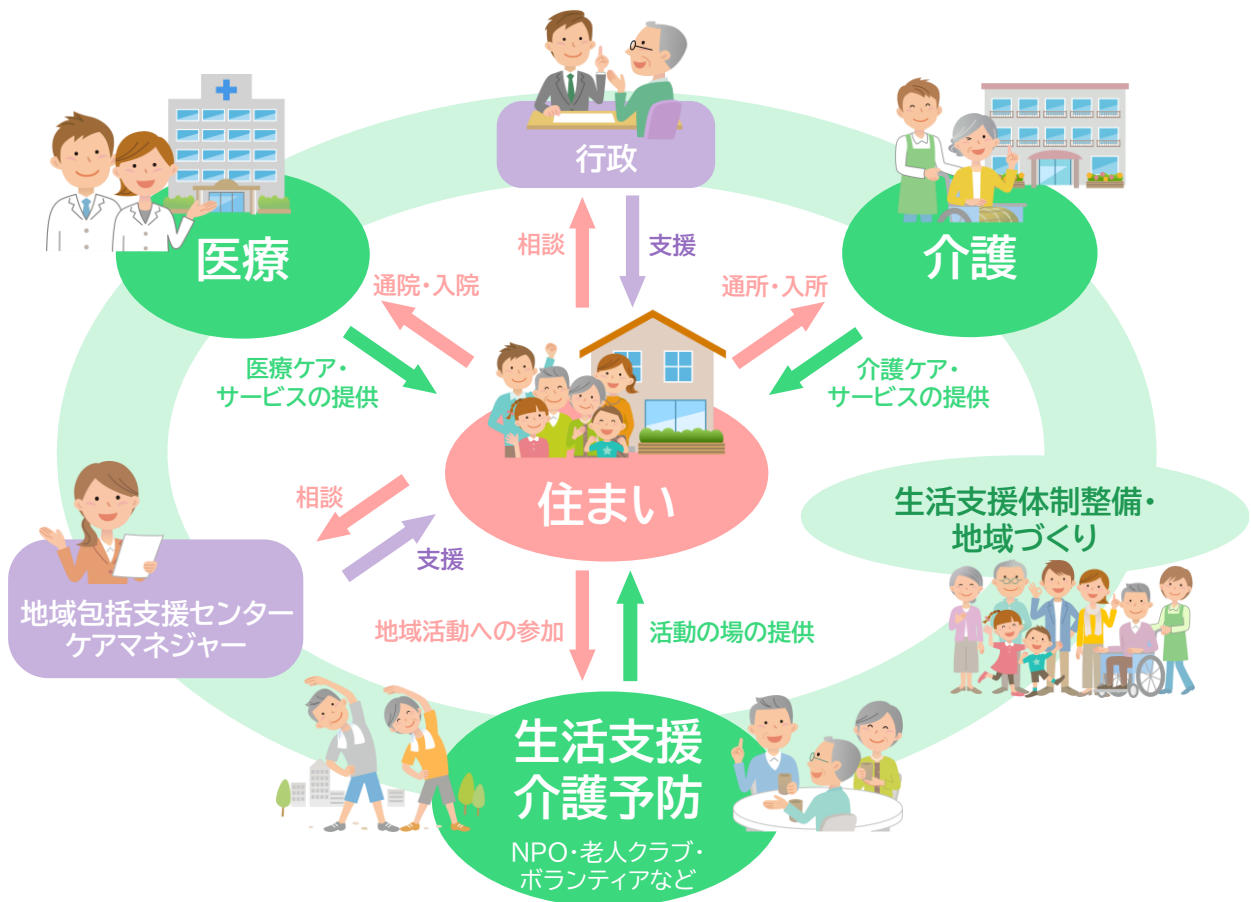 行政
医療
介護
相談
支援
通院・入院
通所・入所
医療ケア・
サービスの提供
介護ケア・
サービスの提供
住まい
相談
支援
生活支援体制整備・
地域づくり
地域包括支援センター
ケアマネジャー
地域活動への参加
活動の場の提供
生活支援
介護予防
NPO・老人クラブ・
ボランティアなど